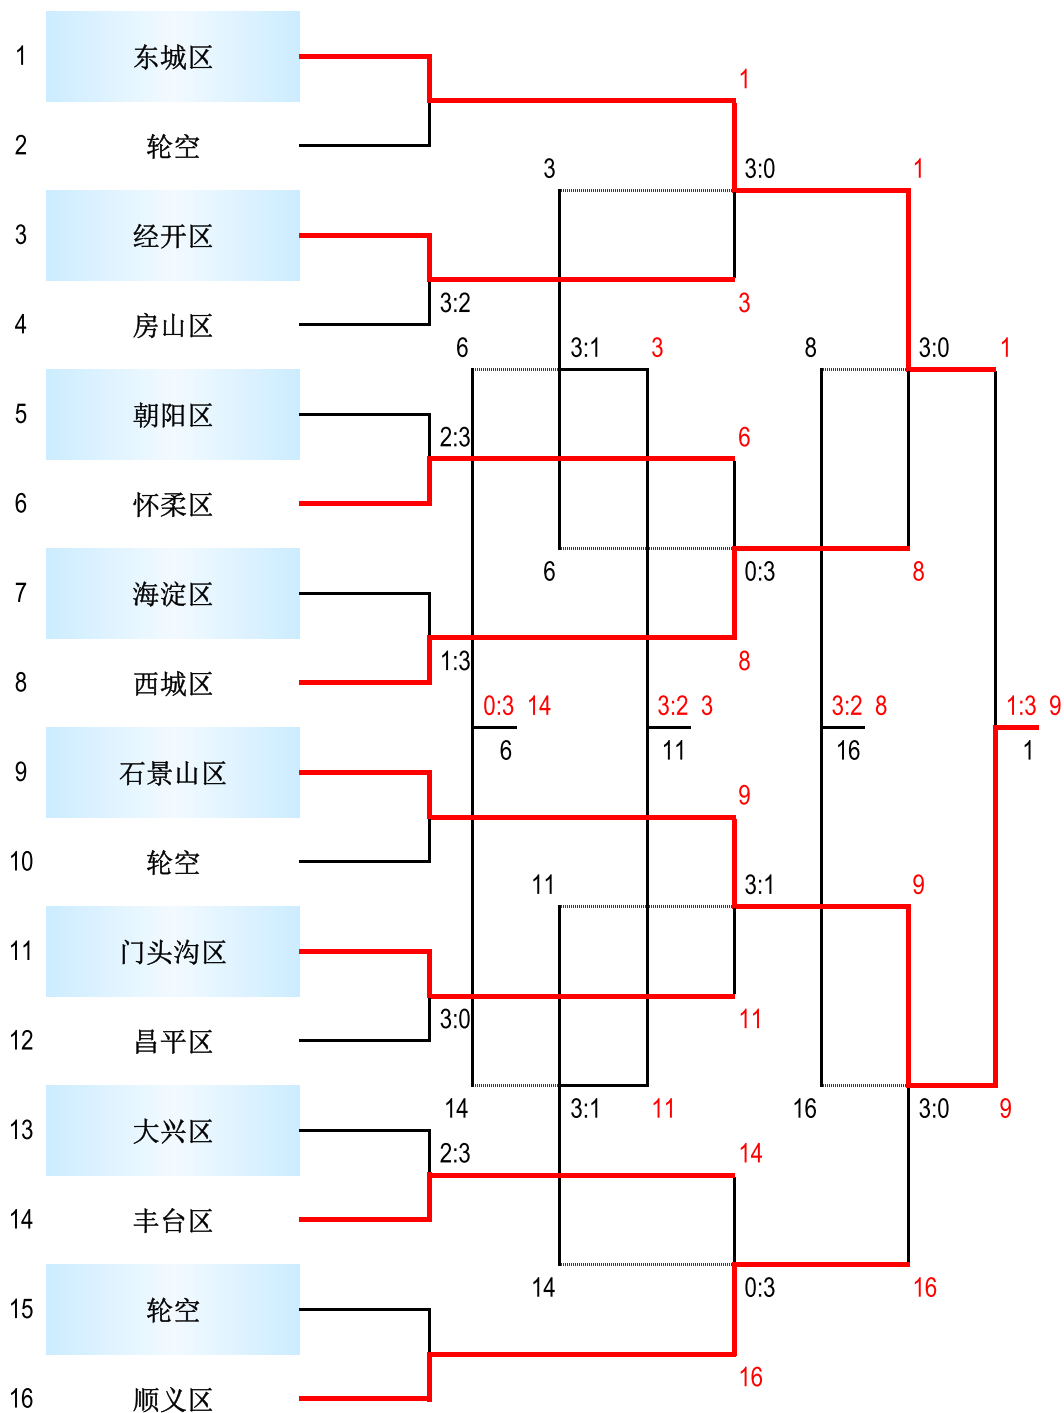 1 东城区
1
2 轮空
3 3:0 1
3 经开区
3:2 3
4 房山区
6 3:1 3 8 3:0 1
5 朝阳区
2:3 6
6 怀柔区
6 0:3 8
7 海淀区
1:3 8
8 西城区
0:3 14 3:2 3 3:2 8 1:3 9
6 11 16 1
9 石景山区
9
10 轮空
11 3:1 9
11 门头沟区
3:0 11
12 昌平区
14 3:1 11 16 3:0 9
13 大兴区
2:3 14
14 丰台区
14 0:3 16
15 轮空
16
16 顺义区